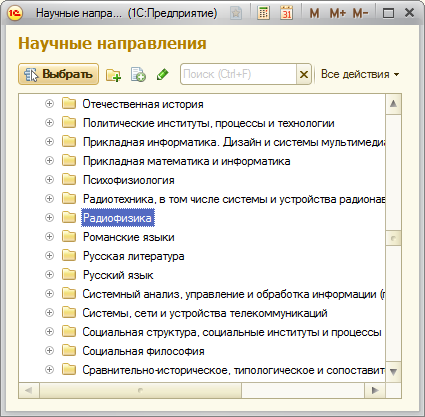 Научные напра... (1С:Предприятие)
31 M M+ M-
Научные направления
Выбрать Поиск (Ctrl+F) Все действия
Отечественная история
Политические институты, процессы и технологии
Прикладная информатика. Дизайн и системы мультимедиа
Прикладная математика и информатика
Психофизиология
Радиотехника, в том числе системы и устройства радионав
Радиофизика
Романские языки
Русская литература
Русский язык
Системный анализ, управление и обработка информации (п
Системы, сети и устройства телекоммуникаций
Социальная структура, социальные институты и процессы
Социальная философия
Сравнительно-историческое, типологическое и сопоставит